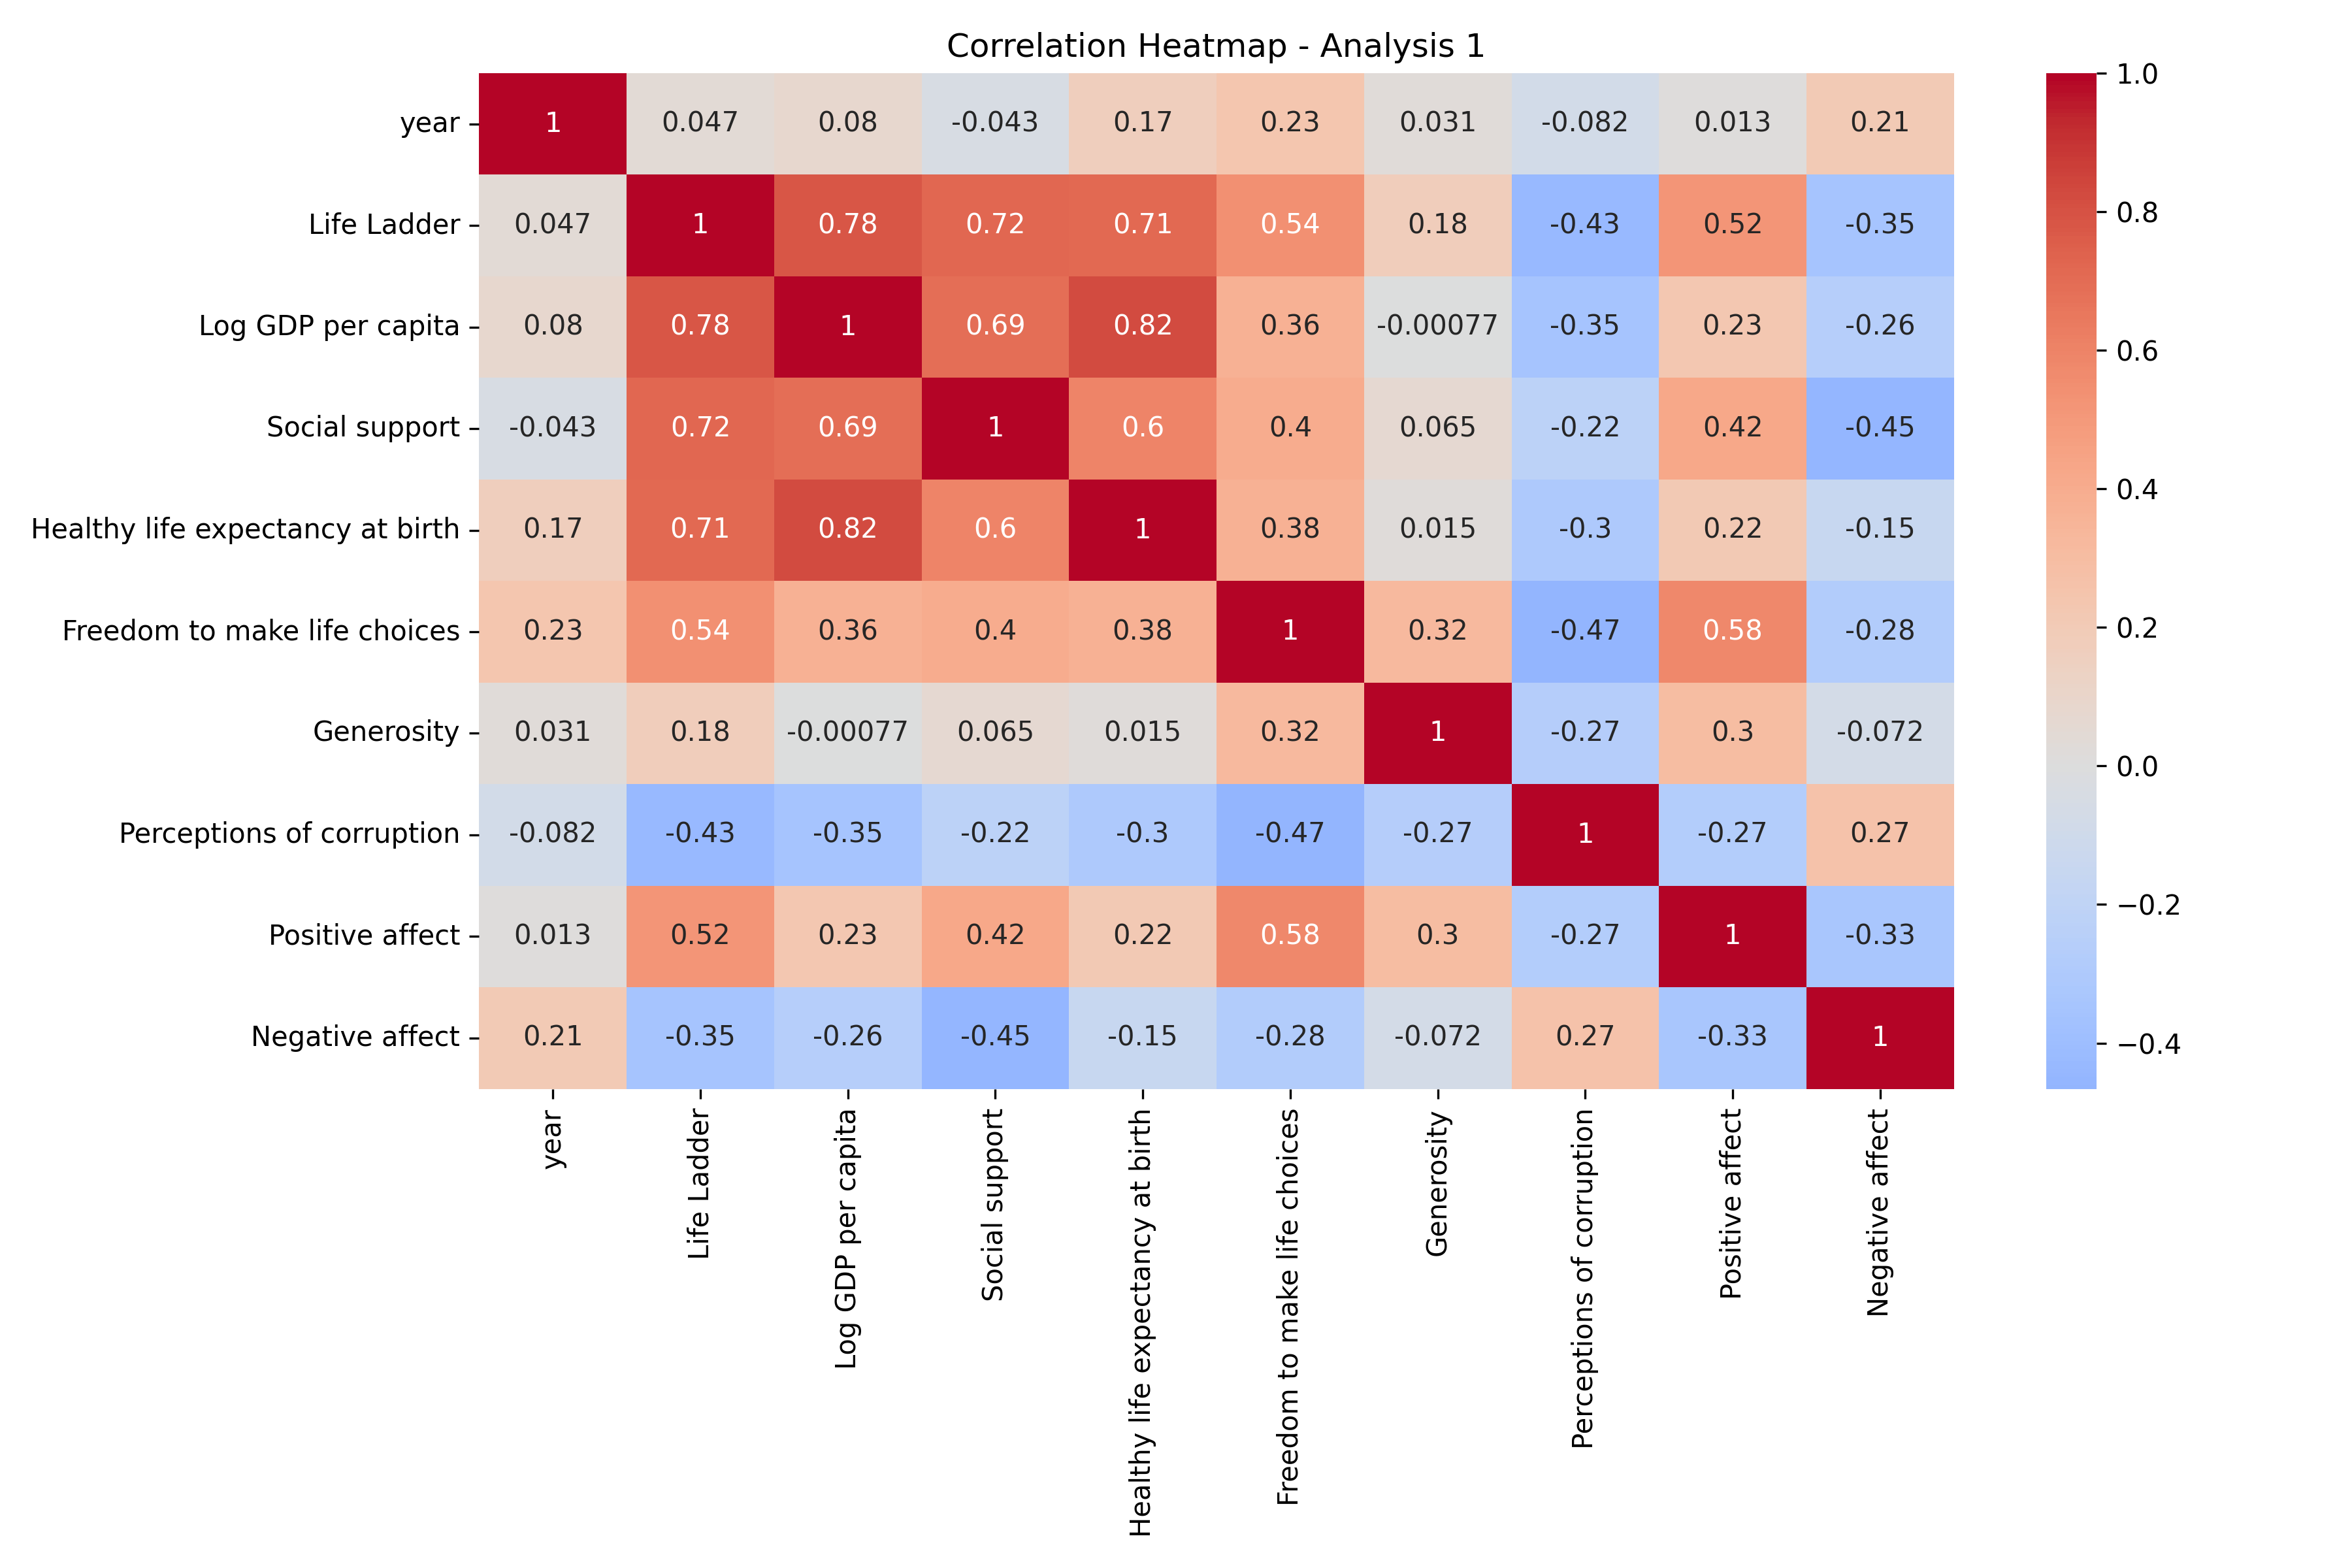 Correlation Heatmap - Analysis 1
year 1 0.047 0.08 -0.043 0.17 0.23 0.031 -0.082 0.013 0.21
Life Ladder 0.047 1 0.78 0.72 0.71 0.54 0.18 -0.43 0.52 -0.35
Log GDP per capita 0.08 0.78 1 0.69 0.82 0.36 -0.00077 -0.35 0.23 -0.26
Social support -0.043 0.72 0.69 1 0.6 0.4 0.065 -0.22 0.42 -0.45
Healthy life expectancy at birth 0.17 0.71 0.82 0.6 1 0.38 0.015 -0.3 0.22 -0.15
Freedom to make life choices 0.23 0.54 0.36 0.4 0.38 1 0.32 -0.47 0.58 -0.28
Generosity 0.031 0.18 -0.00077 0.065 0.015 0.32 1 -0.27 0.3 -0.072
Perceptions of corruption -0.082 -0.43 -0.35 -0.22 -0.3 -0.47 -0.27 1 -0.27 0.27
Positive affect 0.013 0.52 0.23 0.42 0.22 0.58 0.3 -0.27 1 -0.33
Negative affect 0.21 -0.35 -0.26 -0.45 -0.15 -0.28 -0.072 0.27 -0.33 1
year
Life Ladder
Log GDP per capita
Social support
Healthy life expectancy at birth
Freedom to make life choices
Generosity
Perceptions of corruption
Positive affect
Negative affect
1.0
0.8
0.6
0.4
0.2
0.0
−0.2
−0.4